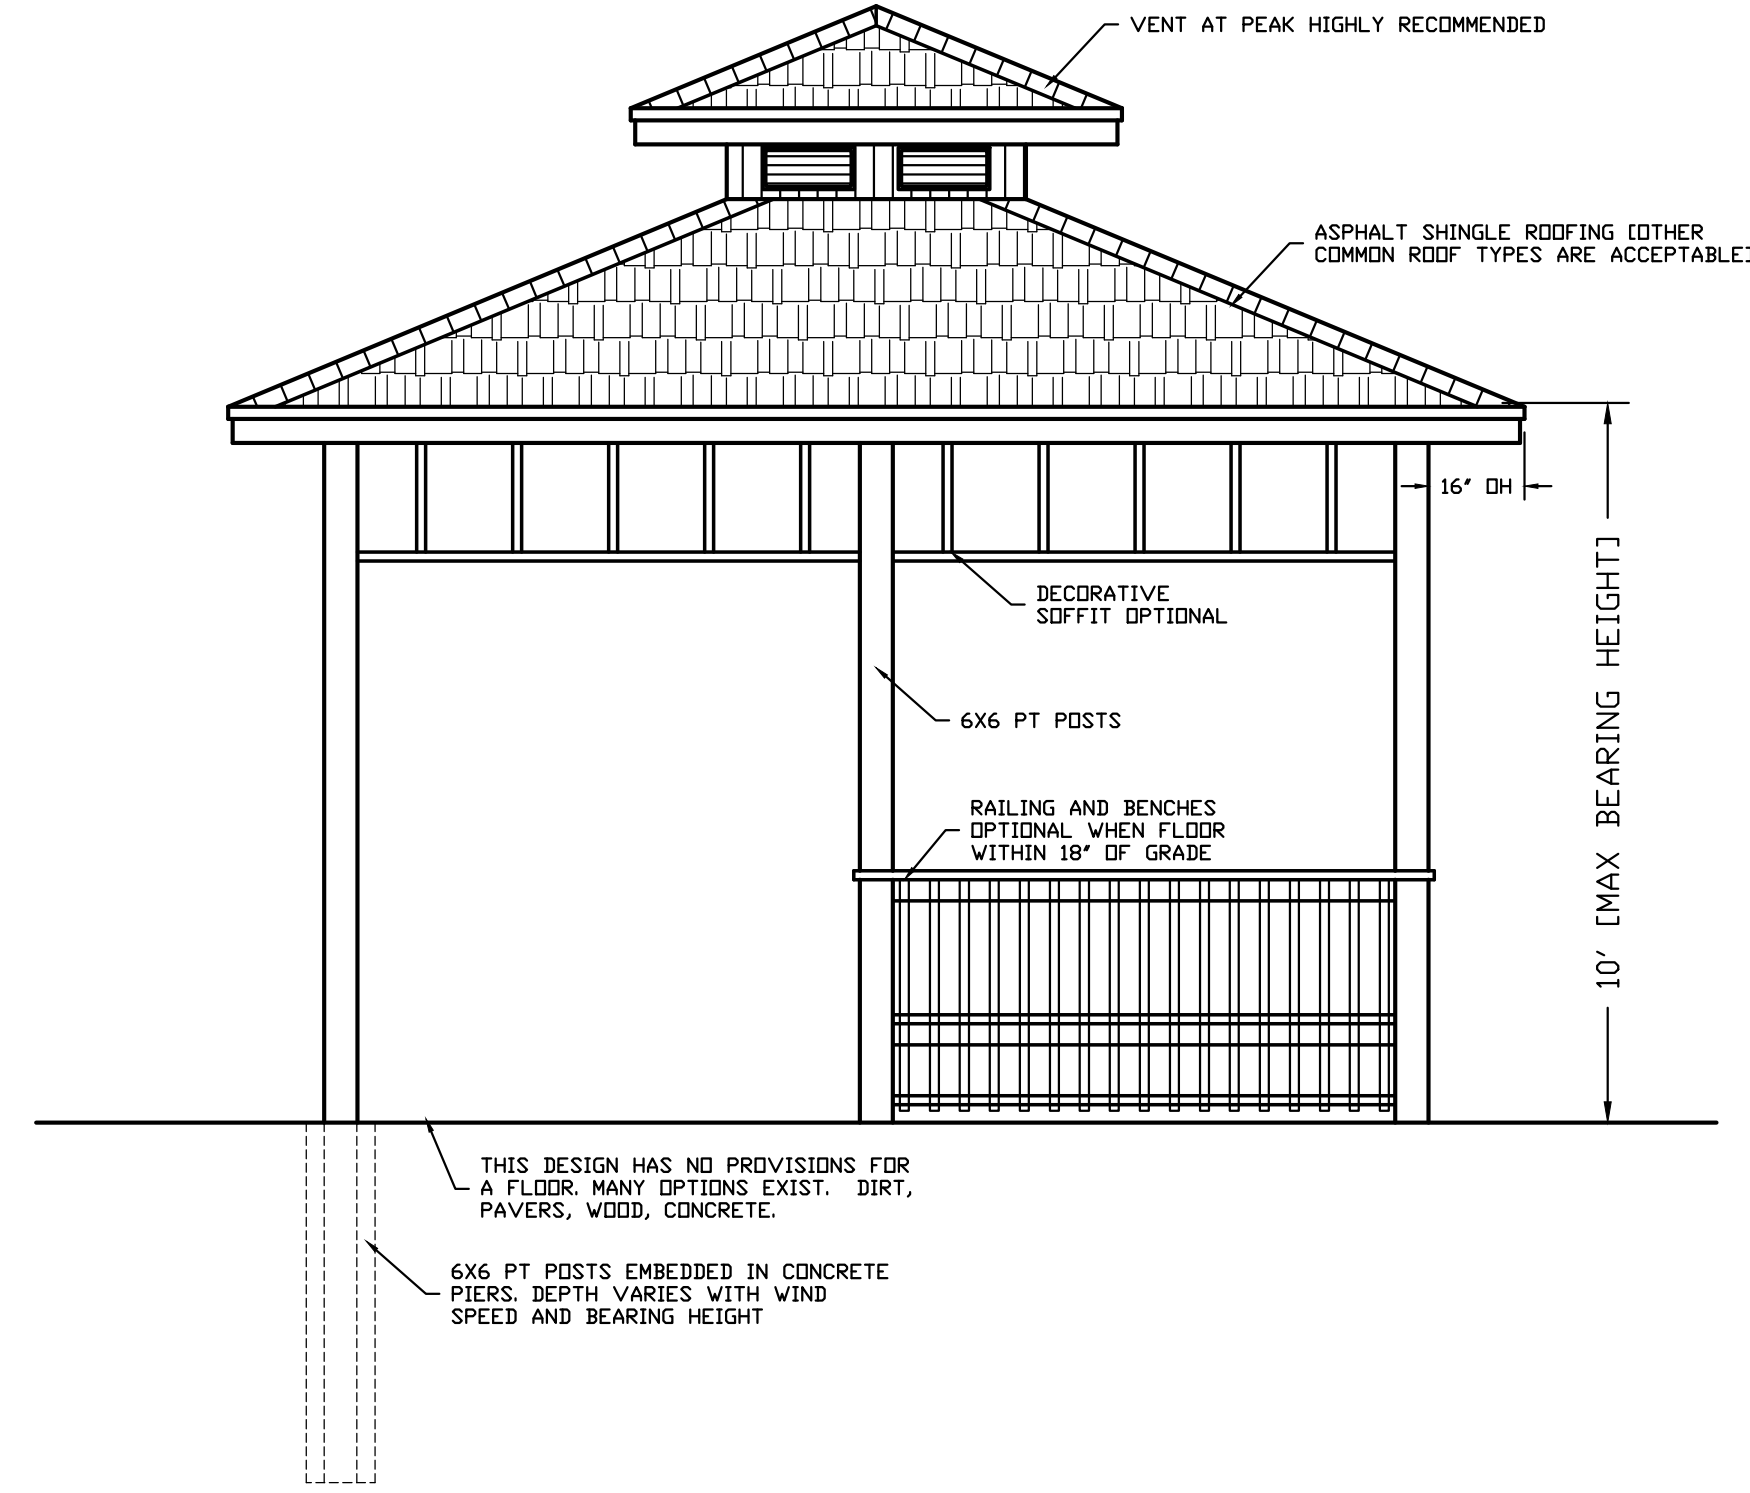 VENT AT PEAK HIGHLY RECOMMENDED
ASPHALT SHINGLE ROOFING [OTHER
COMMON ROOF TYPES ARE ACCEPTABLE]
16" OH
10' [MAX BEARING HEIGHT]
DECORATIVE
SOFFIT OPTIONAL
6X6 PT POSTS
RAILING AND BENCHES
OPTIONAL WHEN FLOOR
WITHIN 18" OF GRADE
THIS DESIGN HAS NO PROVISIONS FOR
A FLOOR. MANY OPTIONS EXIST. DIRT,
PAVERS, WOOD, CONCRETE.
6X6 PT POSTS EMBEDDED IN CONCRETE
PIERS. DEPTH VARIES WITH WIND
SPEED AND BEARING HEIGHT